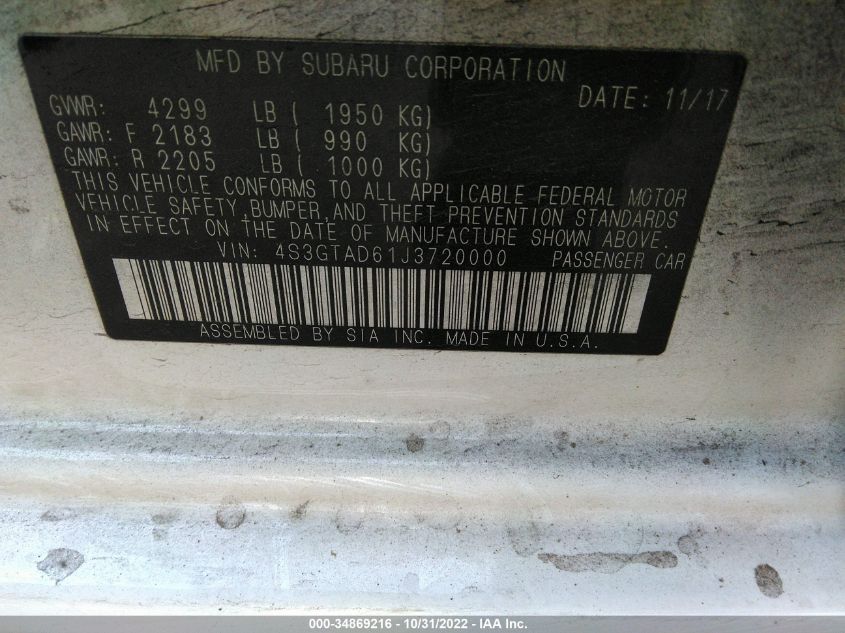 MFD BY SUBARU CORPORATION
GVWR: 4299 LB ( 1950 KG) DATE: 11/17
GAWR: F 2183 LB ( 990 KG)
GAWR: R 2205 LB ( 1000 KG)
THIS VEHICLE CONFORMS TO ALL APPLICABLE FEDERAL MOTOR
VEHICLE SAFETY,BUMPER,AND THEFT PREVENTION STANDARDS
IN EFFECT ON THE DATE OF MANUFACTURE SHOWN ABOVE.
VIN: 4S3GTAD61J3720000 PASSENGER CAR
ASSEMBLED BY SIA INC. MADE IN U.S.A.
000-34869216 - 10/31/2022 - IAA Inc.